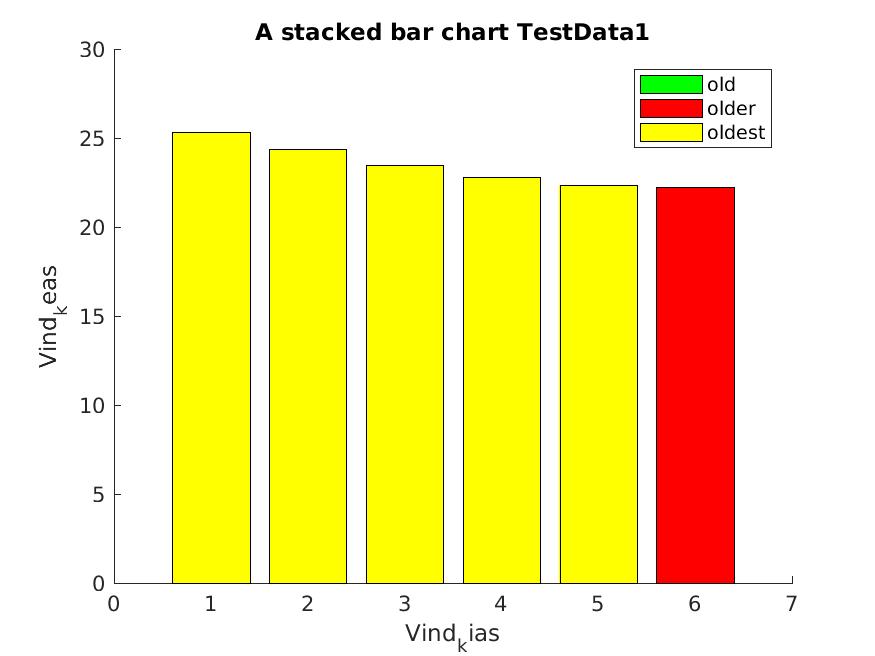 A stacked bar chart TestData1
30
25
20
15
10
5
0
Vind_keas
old
older
oldest
0 1 2 3 4 5 6 7
Vind_kias